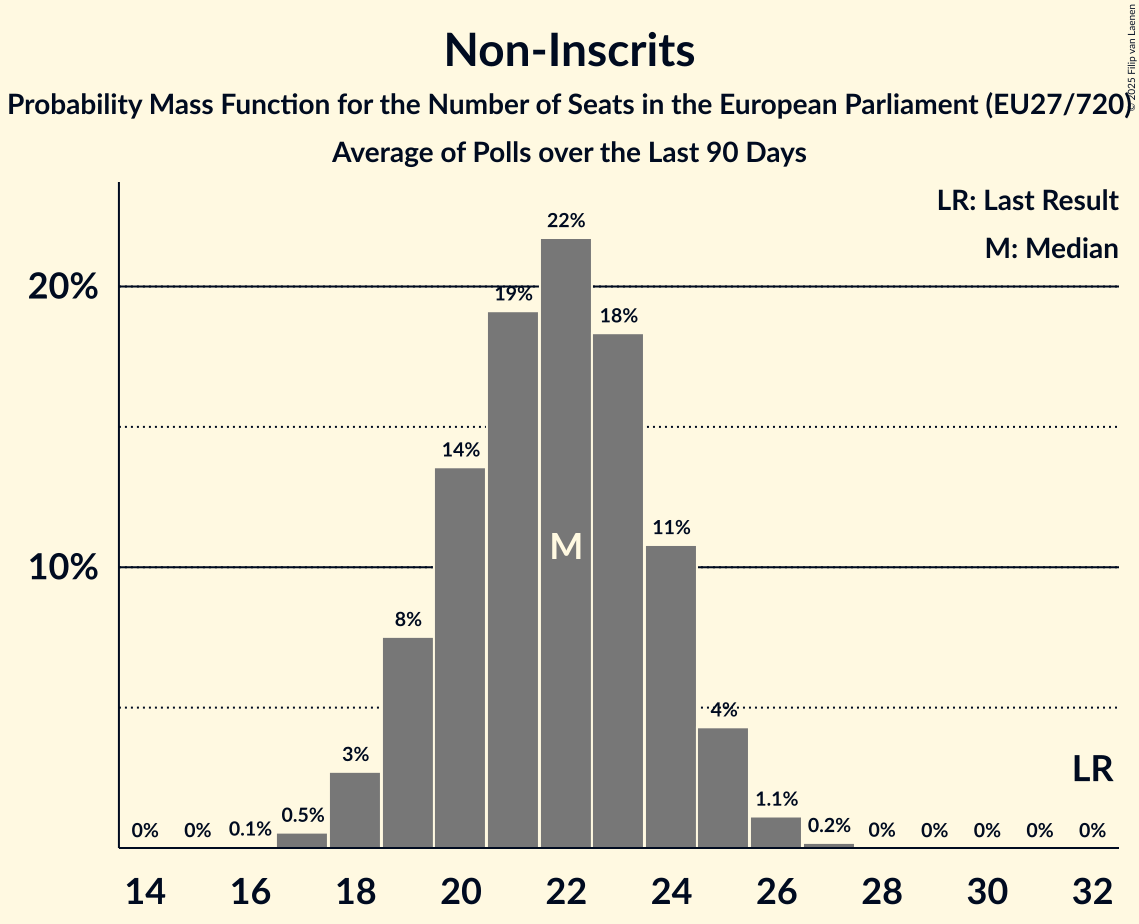 Non-Inscrits
Probability Mass Function for the Number of Seats in the European Parliament (EU27/720)
Average of Polls over the Last 90 Days
© 2025 Filip van Laenen
LR: Last Result
M: Median
22%
20%
19%
18%
14%
11%
M
10%
8%
4%
3%
LR
1.1%
0.5%
0.2%
0% 0% 0.1% 0% 0% 0% 0% 0%
14 16 18 20 22 24 26 28 30 32